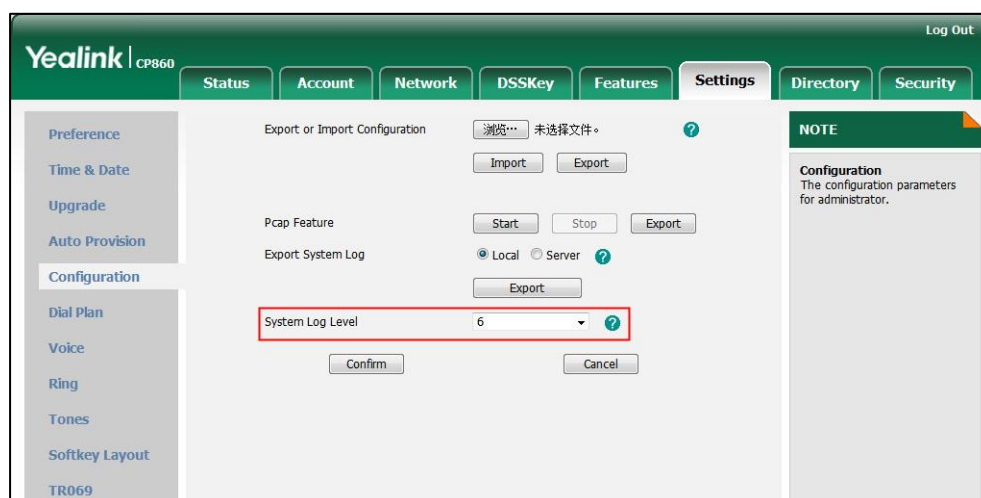 Log Out
Yealink CP860
Status Account Network DSSKey Features Settings Directory Security
Preference
Time & Date
Upgrade
Auto Provision
Configuration
Dial Plan
Voice
Ring
Tones
Softkey Layout
TR069
Export or Import Configuration 浏览… 未选择文件。 ?
Import Export
Pcap Feature Start Stop Export
Export System Log Local Server ?
Export
System Log Level 6 ?
Confirm Cancel
NOTE
Configuration
The configuration parameters
for administrator.